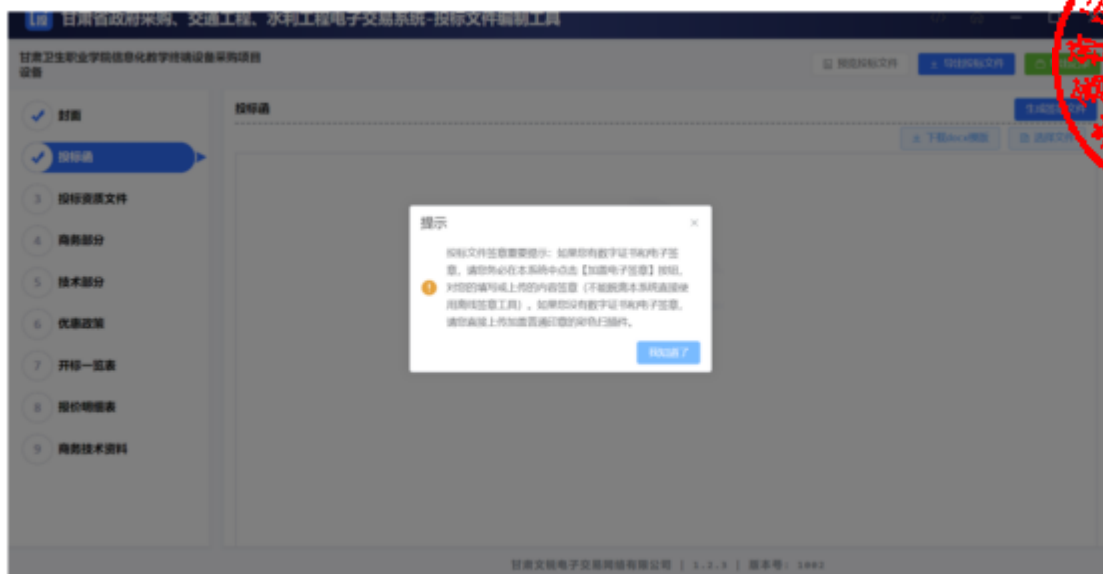 甘肃省政府采购、交通工程、水利工程电子交易系统-投标文件编制工具
甘肃卫生职业学院信息化教学终端设备采购项目
设备
预览投标文件
导出投标文件
封面
投标函
生成签章文件
投标函
下载docx模版
选择文件
3 投标资质文件
4 商务部分
5 技术部分
6 优惠政策
7 开标一览表
8 报价明细表
9 商务技术资料
提示
投标文件签章重要提示：如果您有数字证书和电子签
章，请您务必在本系统中点击【加盖电子签章】按钮，
对您的填写或上传的内容签章（不能脱离本系统直接使
用离线签章工具）。如果您没有数字证书和电子签章，
请您直接上传加盖普通印章的彩色扫描件。
我知道了
甘肃文锐电子交易网络有限公司 | 1.2.3 | 版本号: 1002